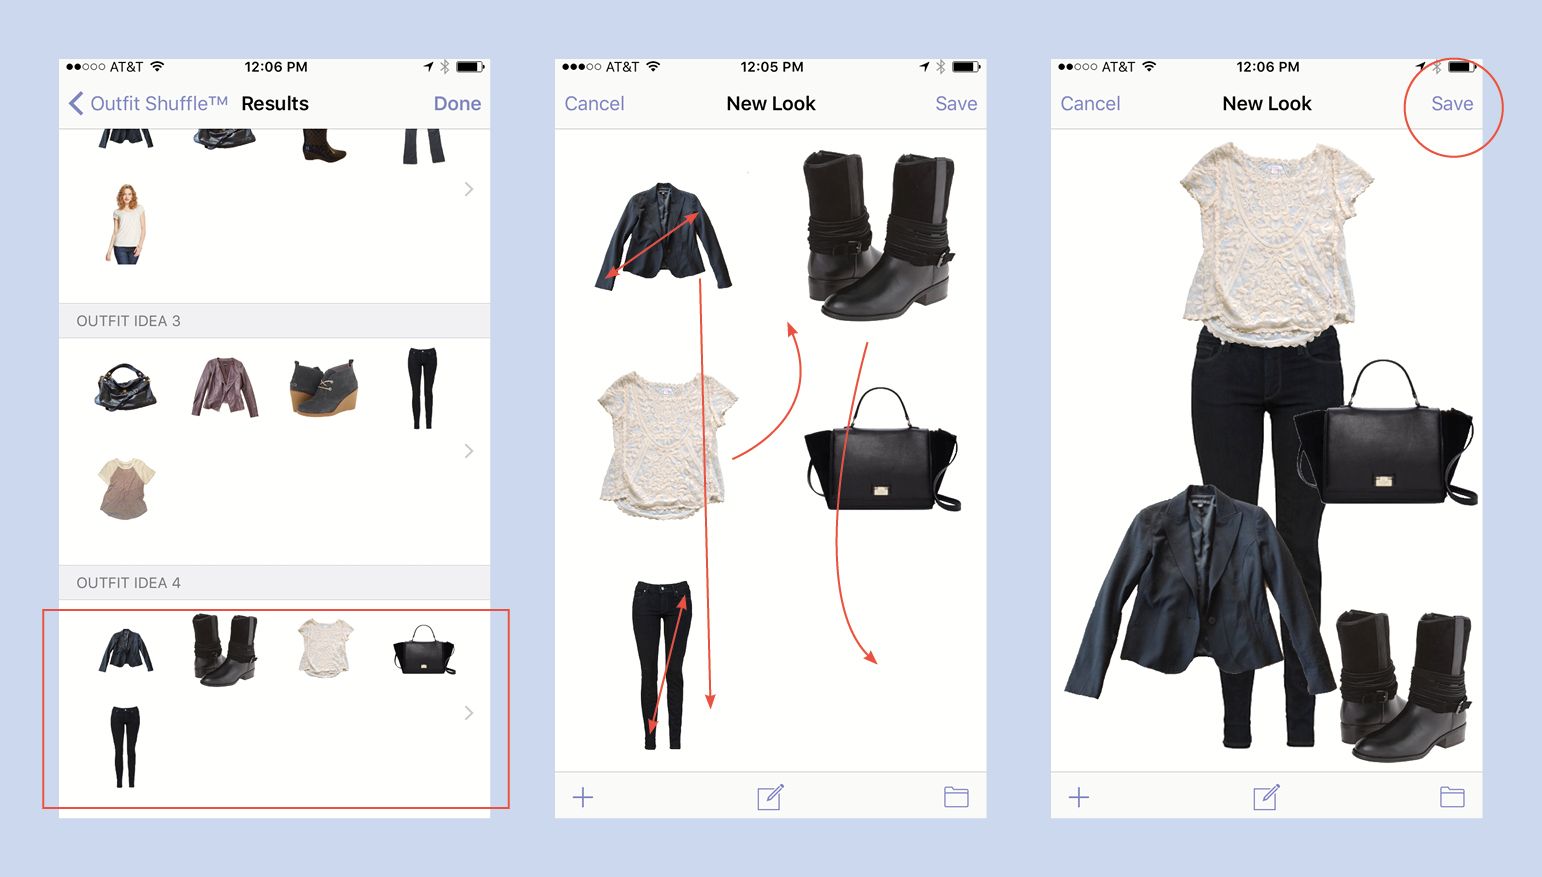 AT&T 12:06 PM
Outfit Shuffle™ Results Done
OUTFIT IDEA 3
OUTFIT IDEA 4
AT&T 12:05 PM
Cancel New Look Save
AT&T 12:06 PM
Cancel New Look Save